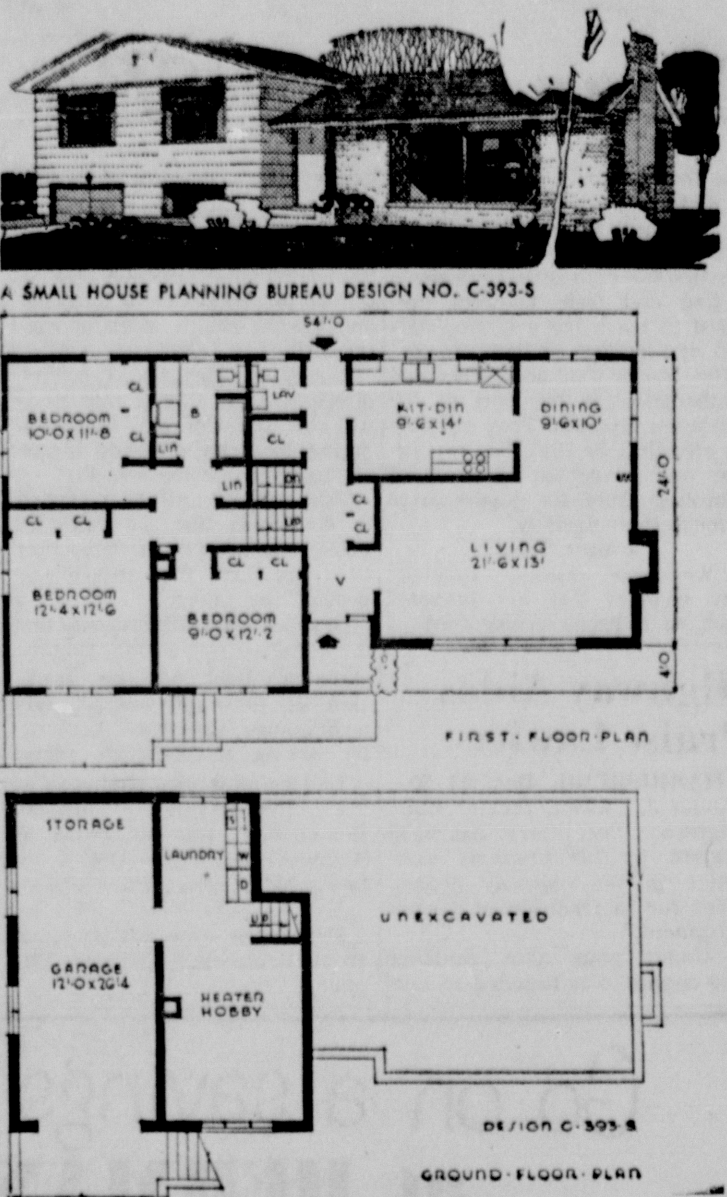 A SMALL HOUSE PLANNING BUREAU DESIGN NO. C-393-S
54'-0
CL
BEDROOM
10'-0 X 11'-8
CL
B
LIN
LAV
CL
KIT-DIN
9'-6 X 14'
DINING
9'-6 X 10'
LIN
DN
UP
CL
CL
24'-0
CL
CL
BEDROOM
12'-4 X 12'-6
CL
CL
BEDROOM
9'-0 X 12'-2
V
LIVING
21'-6 X 13'
4'-0
FIRST · FLOOR · PLAN
STORAGE
LAUNDRY
S
W
D
UP
UNEXCAVATED
GARAGE
12'-0 X 26'-4
HEATER
HOBBY
DESIGN C-393-S
GROUND · FLOOR · PLAN